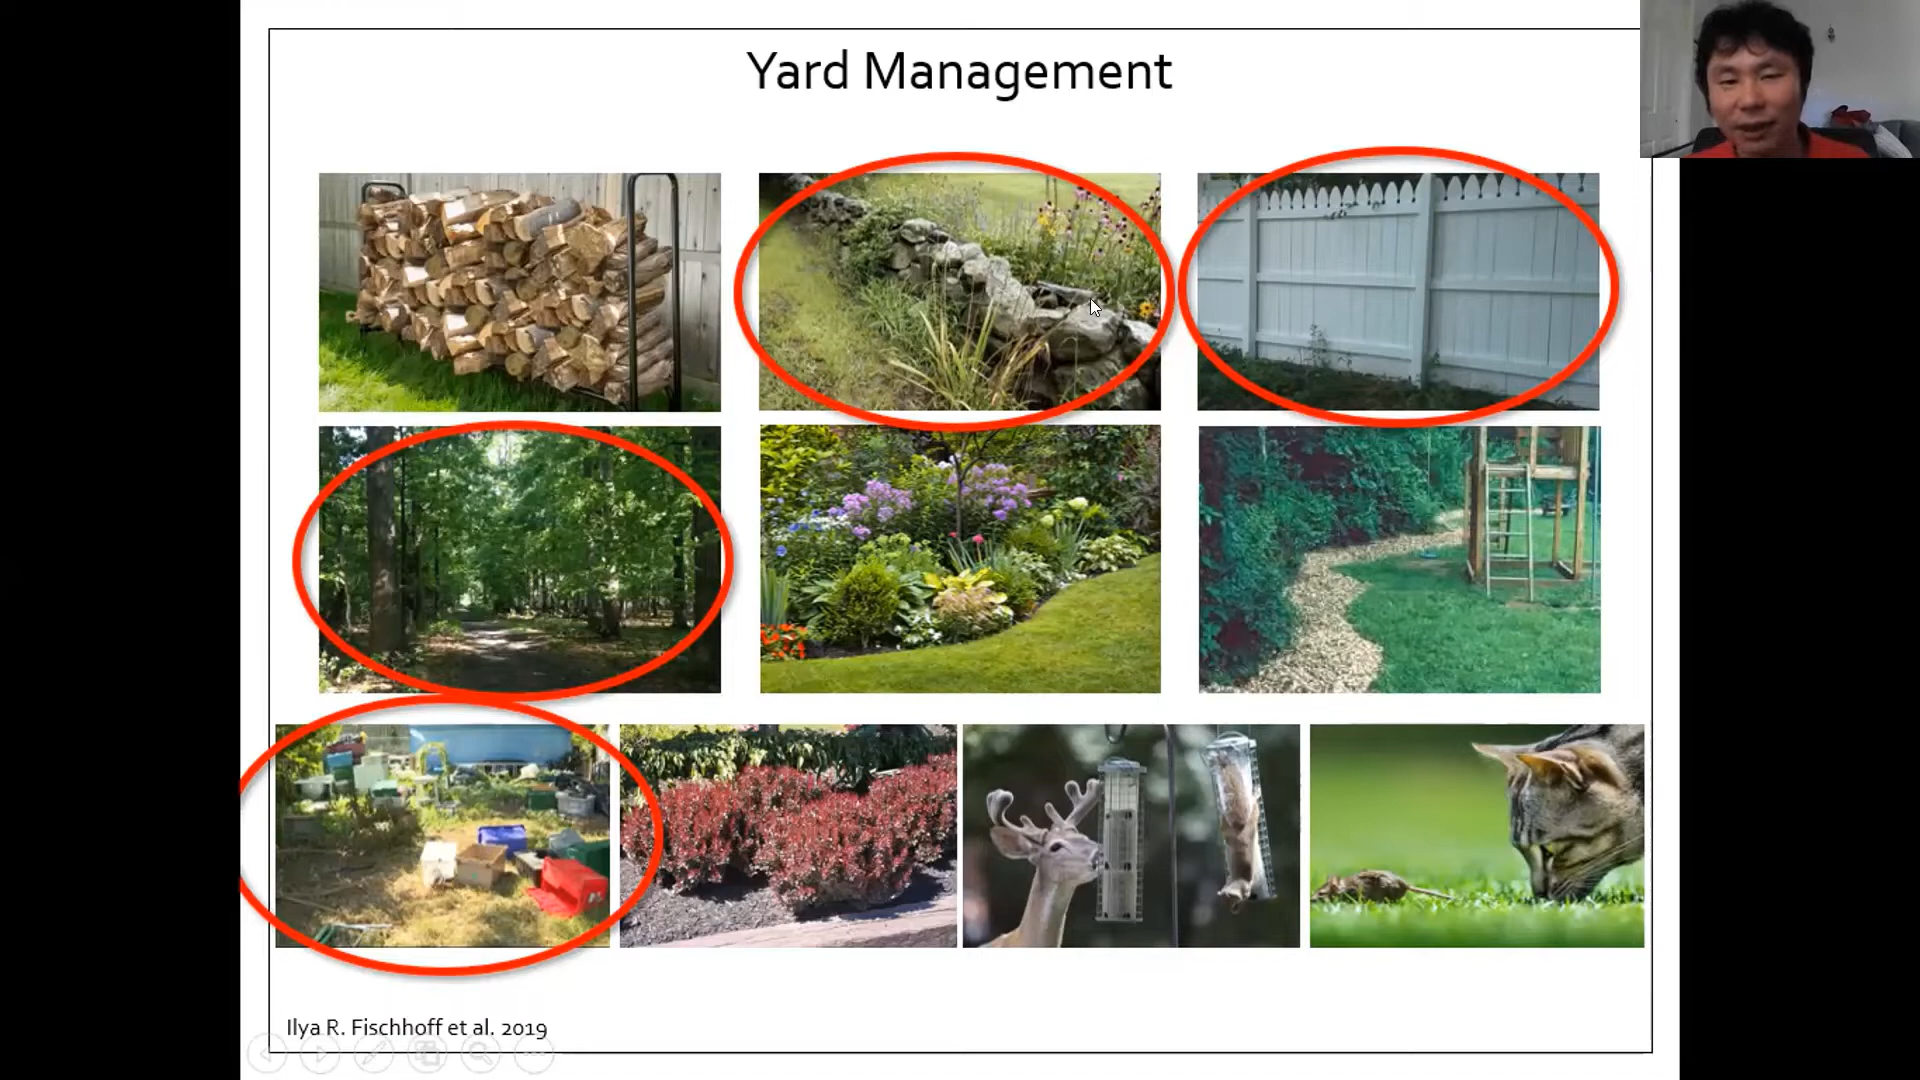 Yard Management
Ilya R. Fischhoff et al. 2019